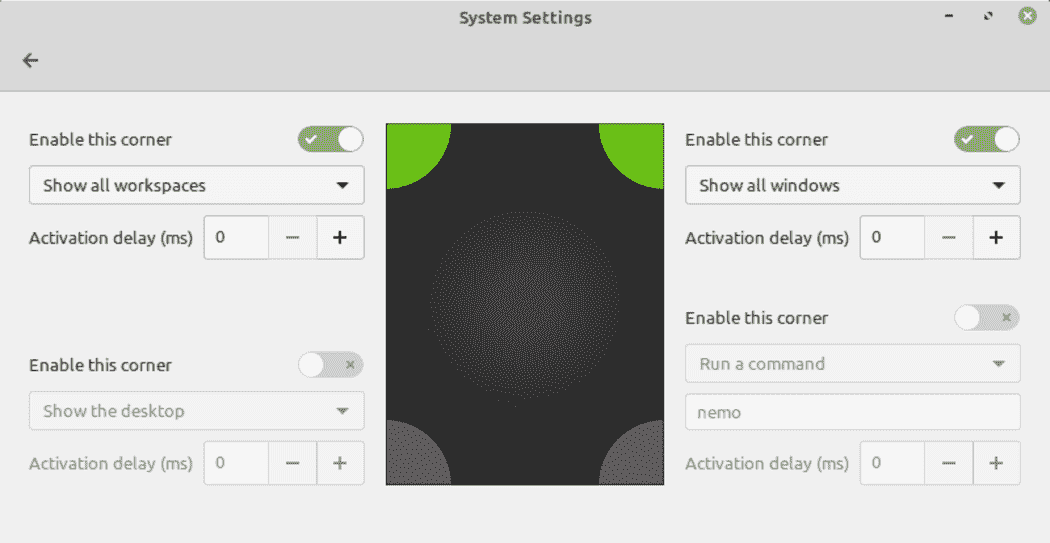 System Settings
Enable this corner
Show all workspaces
Activation delay (ms) 0
Enable this corner
Show the desktop
Activation delay (ms) 0
Enable this corner
Show all windows
Activation delay (ms) 0
Enable this corner
Run a command
nemo
Activation delay (ms) 0